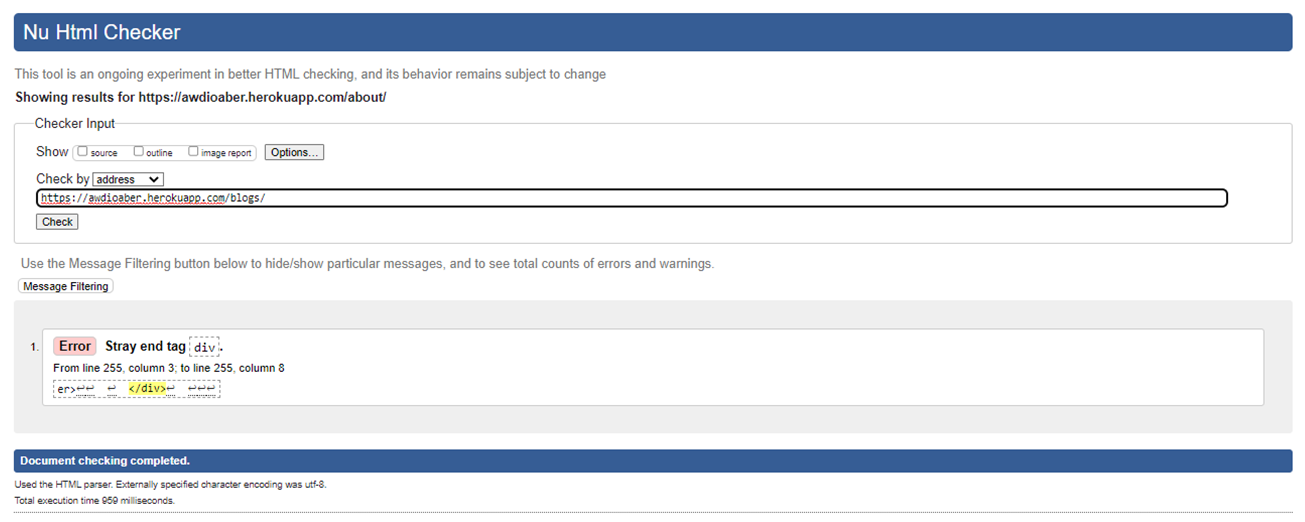 Nu Html Checker
This tool is an ongoing experiment in better HTML checking, and its behavior remains subject to change
Showing results for https://awdioaber.herokuapp.com/about/
Checker Input
Show source outline image report Options...
Check by address
https://awdioaber.herokuapp.com/blogs/
Check
Use the Message Filtering button below to hide/show particular messages, and to see total counts of errors and warnings.
Message Filtering
1. Error Stray end tag div.
From line 255, column 3; to line 255, column 8
er>↩↩ ↩ </div>↩ ↩↩↩
Document checking completed.
Used the HTML parser. Externally specified character encoding was utf-8.
Total execution time 959 milliseconds.